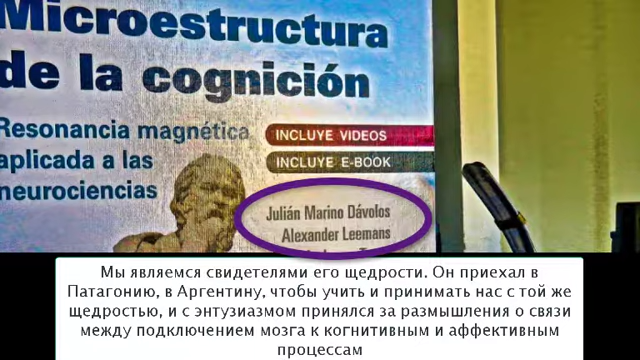 Microestructura
de la cognición
Resonancia magnética
aplicada a las
neurociencias
INCLUYE VIDEOS
INCLUYE E-BOOK
Julián Marino Dávolos
Alexander Leemans
Мы являемся свидетелями его щедрости. Он приехал в
Патагонию, в Аргентину, чтобы учить и принимать нас с той же
щедростью, и с энтузиазмом принялся за размышления о связи
между подключением мозга к когнитивным и аффективным
процессам